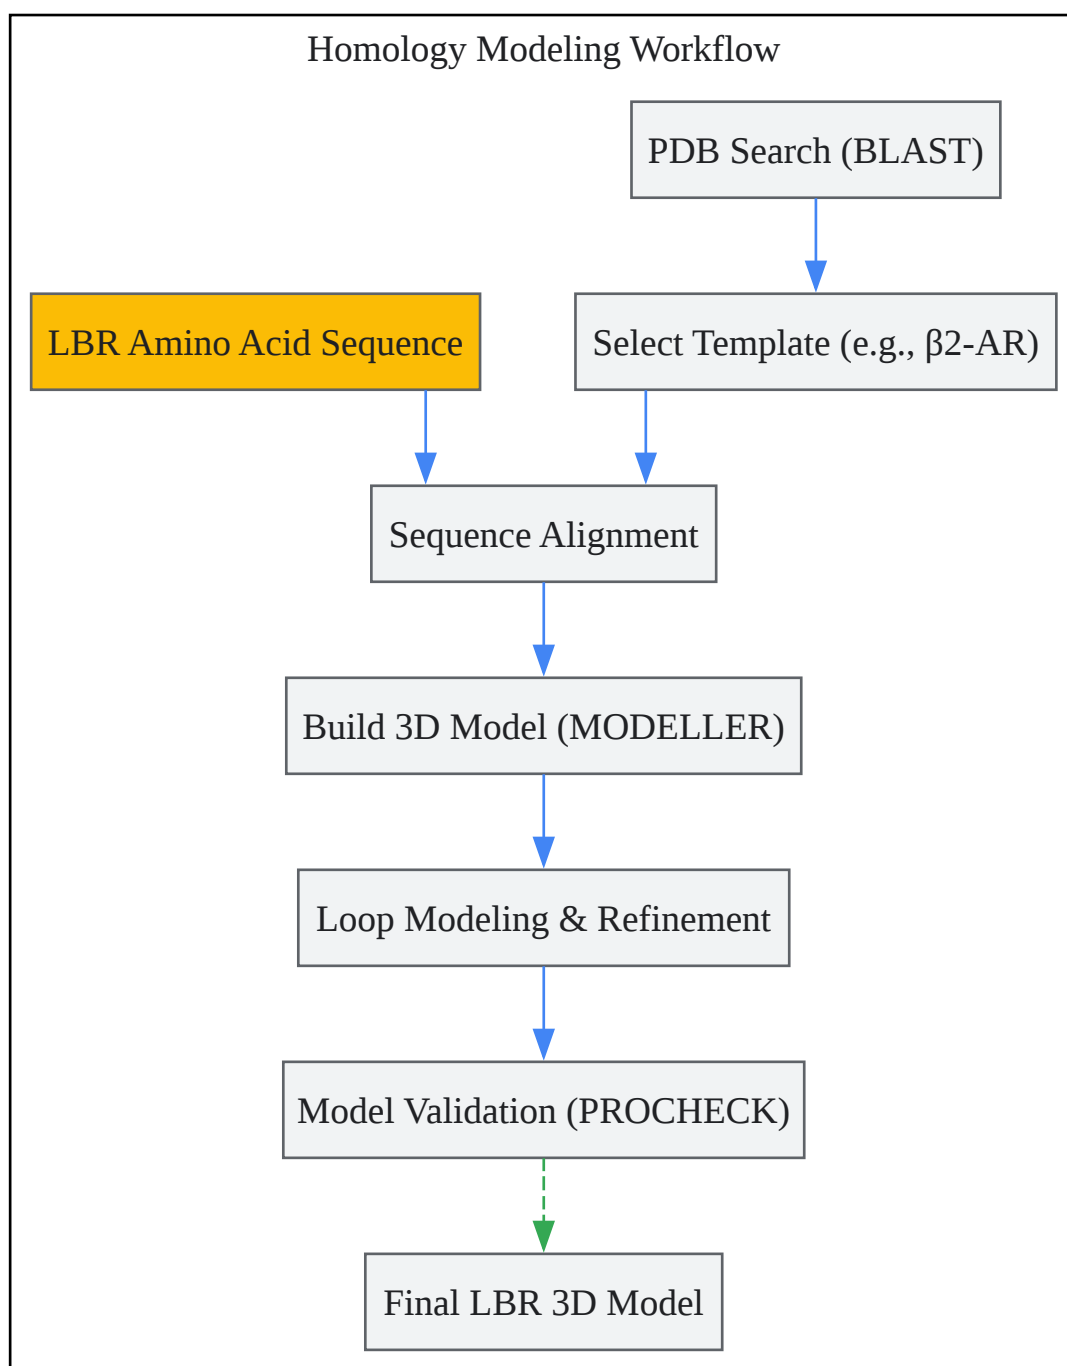 Homology Modeling Workflow
PDB Search (BLAST)
LBR Amino Acid Sequence
Select Template (e.g., β2-AR)
Sequence Alignment
Build 3D Model (MODELLER)
Loop Modeling & Refinement
Model Validation (PROCHECK)
Final LBR 3D Model